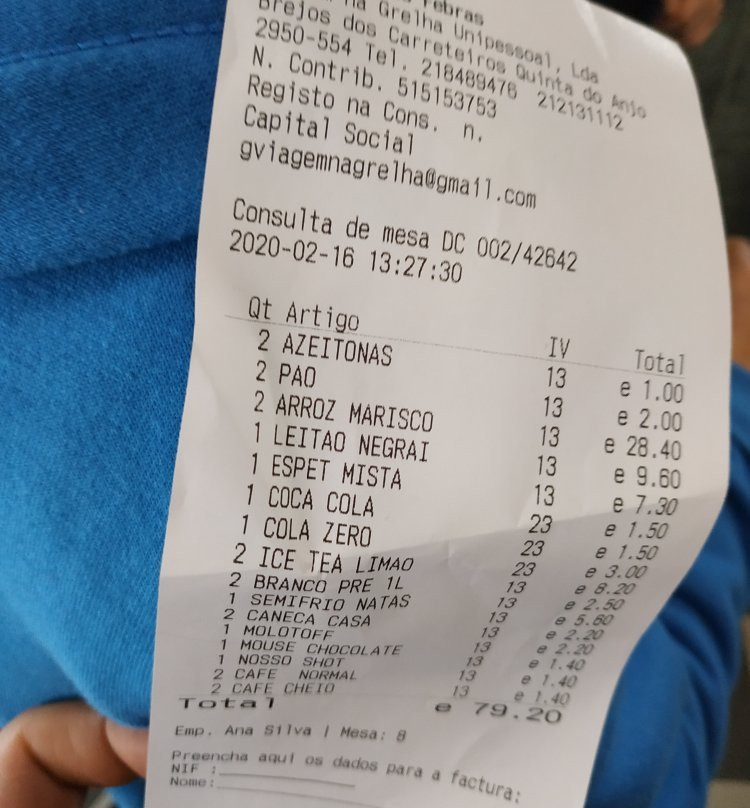 Febras
na Grelha Unipessoal, Lda
Brejos dos Carreteiros Quinta do Anjo
2950-554 Tel. 218489476 212131112
N. Contrib. 515153753
Registo na Cons. n.
Capital Social
gviagemnagrelha@gmail.com
Consulta de mesa DC 002/42642
2020-02-16 13:27:30
Qt Artigo IV Total
2 AZEITONAS 13 e 1.00
2 PAO 13 e 2.00
2 ARROZ MARISCO 13 e 28.40
1 LEITAO NEGRAI 13 e 9.60
1 ESPET MISTA 13 e 7.30
1 COCA COLA 23 e 1.50
1 COLA ZERO 23 e 1.50
2 ICE TEA LIMAO 23 e 3.00
2 BRANCO PRE 1L 13 e 8.20
1 SEMIFRIO NATAS 13 e 2.50
2 CANECA CASA 13 e 5.60
1 MOLOTOFF 13 e 2.20
1 MOUSE CHOCOLATE 13 e 2.20
1 NOSSO SHOT 13 e 1.40
2 CAFE NORMAL 13 e 1.40
2 CAFE CHEIO 13 e 1.40
Total e 79.20
Emp. Ana Silva | Mesa: 8
Preencha aqui os dados para a factura:
NIF :
Nome: